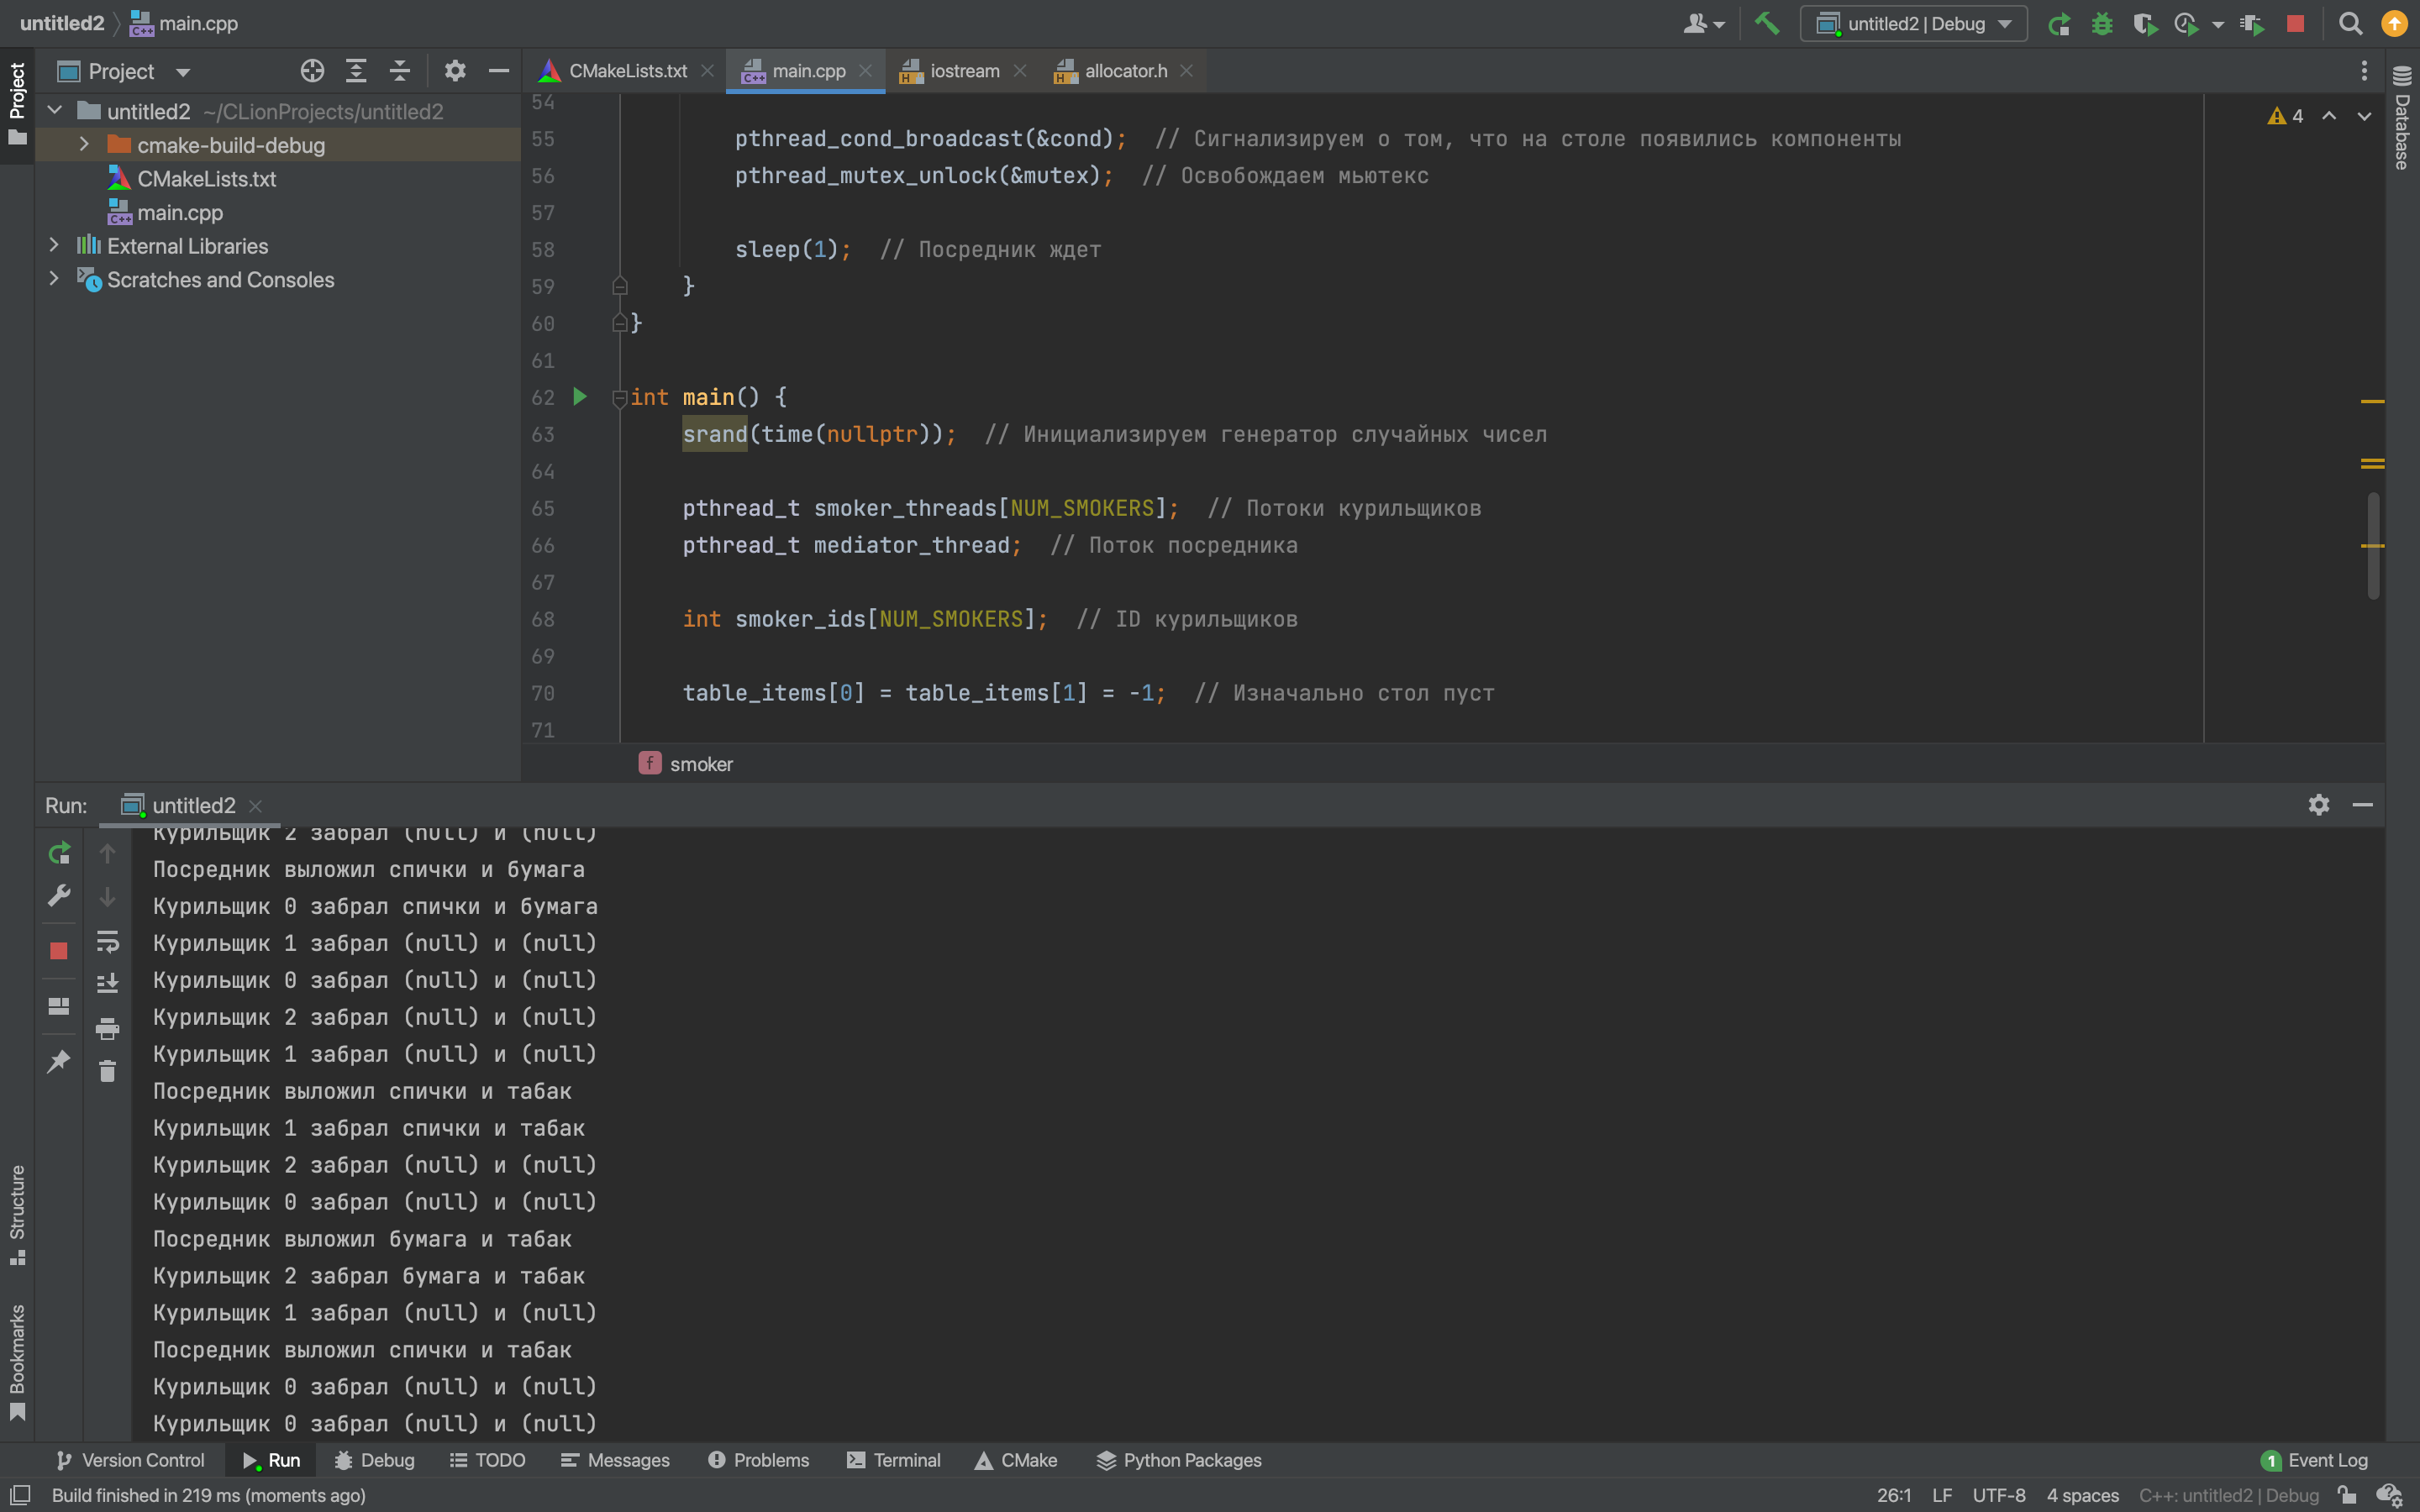 untitled2 main.cpp
untitled2 | Debug
Project
CMakeLists.txt main.cpp iostream allocator.h
Project
untitled2 ~/CLionProjects/untitled2
cmake-build-debug
CMakeLists.txt
main.cpp
External Libraries
Scratches and Consoles
54
55 pthread_cond_broadcast(&cond); // Сигнализируем о том, что на столе появились компоненты
56 pthread_mutex_unlock(&mutex); // Освобождаем мьютекс
57
58 sleep(1); // Посредник ждет
59 }
60 }
61
62 int main() {
63 srand(time(nullptr)); // Инициализируем генератор случайных чисел
64
65 pthread_t smoker_threads[NUM_SMOKERS]; // Потоки курильщиков
66 pthread_t mediator_thread; // Поток посредника
67
68 int smoker_ids[NUM_SMOKERS]; // ID курильщиков
69
70 table_items[0] = table_items[1] = -1; // Изначально стол пуст
71
4
Database
f smoker
Run: untitled2
Курильщик 2 забрал (null) и (null)
Посредник выложил спички и бумага
Курильщик 0 забрал спички и бумага
Курильщик 1 забрал (null) и (null)
Курильщик 0 забрал (null) и (null)
Курильщик 2 забрал (null) и (null)
Курильщик 1 забрал (null) и (null)
Посредник выложил спички и табак
Курильщик 1 забрал спички и табак
Курильщик 2 забрал (null) и (null)
Курильщик 0 забрал (null) и (null)
Посредник выложил бумага и табак
Курильщик 2 забрал бумага и табак
Курильщик 1 забрал (null) и (null)
Посредник выложил спички и табак
Курильщик 0 забрал (null) и (null)
Курильщик 0 забрал (null) и (null)
Structure
Bookmarks
Version Control Run Debug TODO Messages Problems Terminal CMake Python Packages
1 Event Log
Build finished in 219 ms (moments ago)
26:1 LF UTF-8 4 spaces C++: untitled2 | Debug